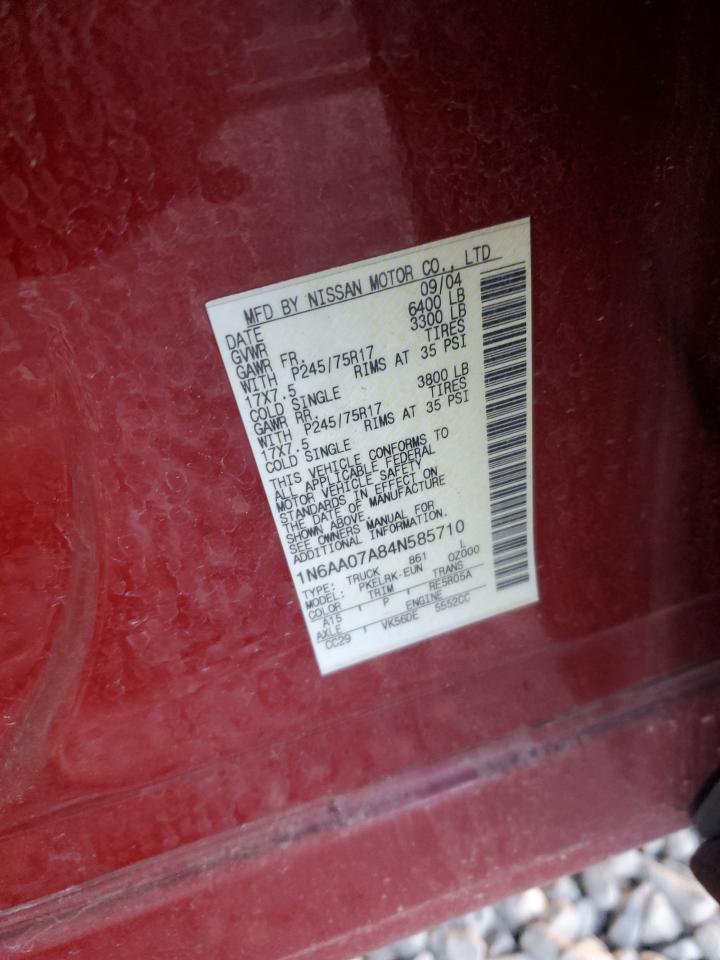 MFD BY NISSAN MOTOR CO., LTD
DATE 09/04
GVWR 6400 LB
GAWR FR. 3300 LB
WITH P245/75R17 TIRES
17X7.5 RIMS AT 35 PSI
COLD SINGLE
GAWR RR. 3800 LB
WITH P245/75R17 TIRES
17X7.5 RIMS AT 35 PSI
COLD SINGLE
THIS VEHICLE CONFORMS TO
ALL APPLICABLE FEDERAL
MOTOR VEHICLE SAFETY
STANDARDS IN EFFECT ON
THE DATE OF MANUFACTURE
SHOWN ABOVE.
SEE OWNERS MANUAL FOR
ADDITIONAL INFORMATION.
1N6AA07A84N585710
TYPE: TRUCK 861 L
MODEL: PKELRK-EUN 0Z000
COLOR TRIM TRANS
A15 P RE5R05A
AXLE ENGINE
CC29 VK56DE 5552CC